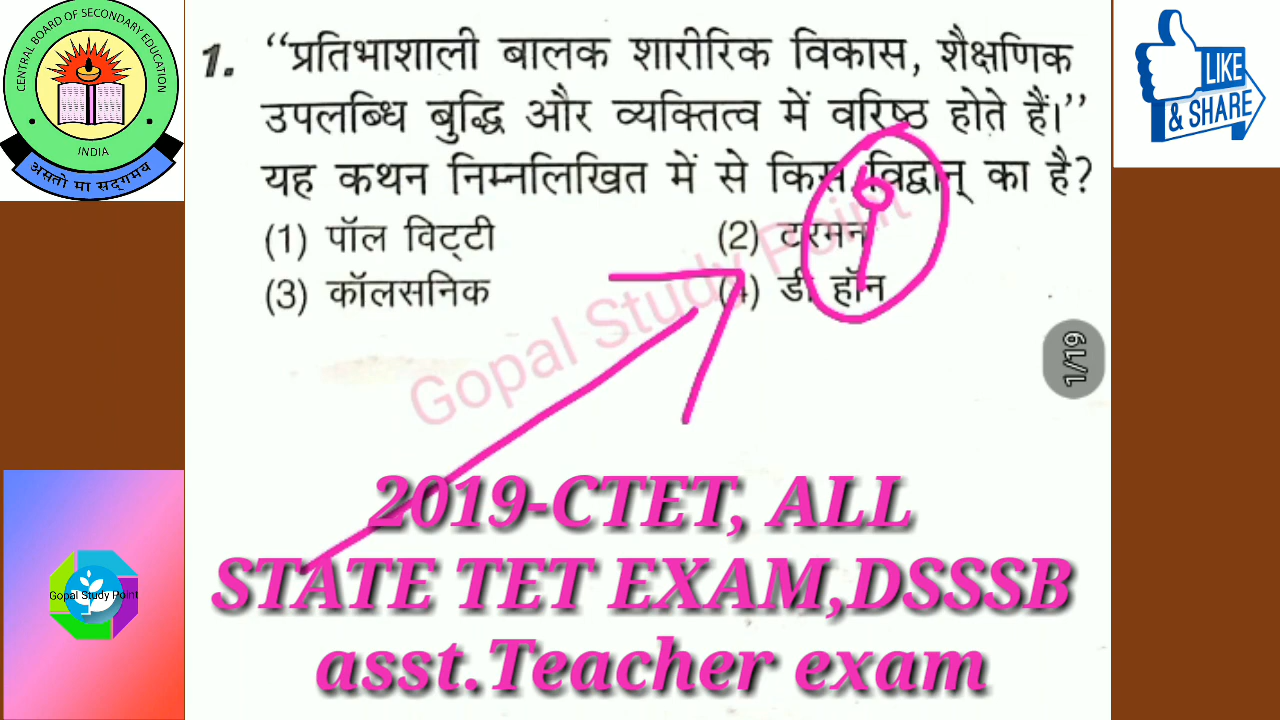 CENTRAL BOARD OF SECONDARY EDUCATION
INDIA
असतो मा सद्गमय
1. “प्रतिभाशाली बालक शारीरिक विकास, शैक्षणिक
उपलब्धि बुद्धि और व्यक्तित्व में वरिष्ठ होते हैं।”
यह कथन निम्नलिखित में से किस विद्वान् का है?
(1) पॉल विट्टी (2) टरमन
(3) कॉलसनिक (4) डी हॉन
LIKE
& SHARE
1/19
Gopal Study Point
Gopal Study Point
2019-CTET, ALL
STATE TET EXAM,DSSSB
asst.Teacher exam